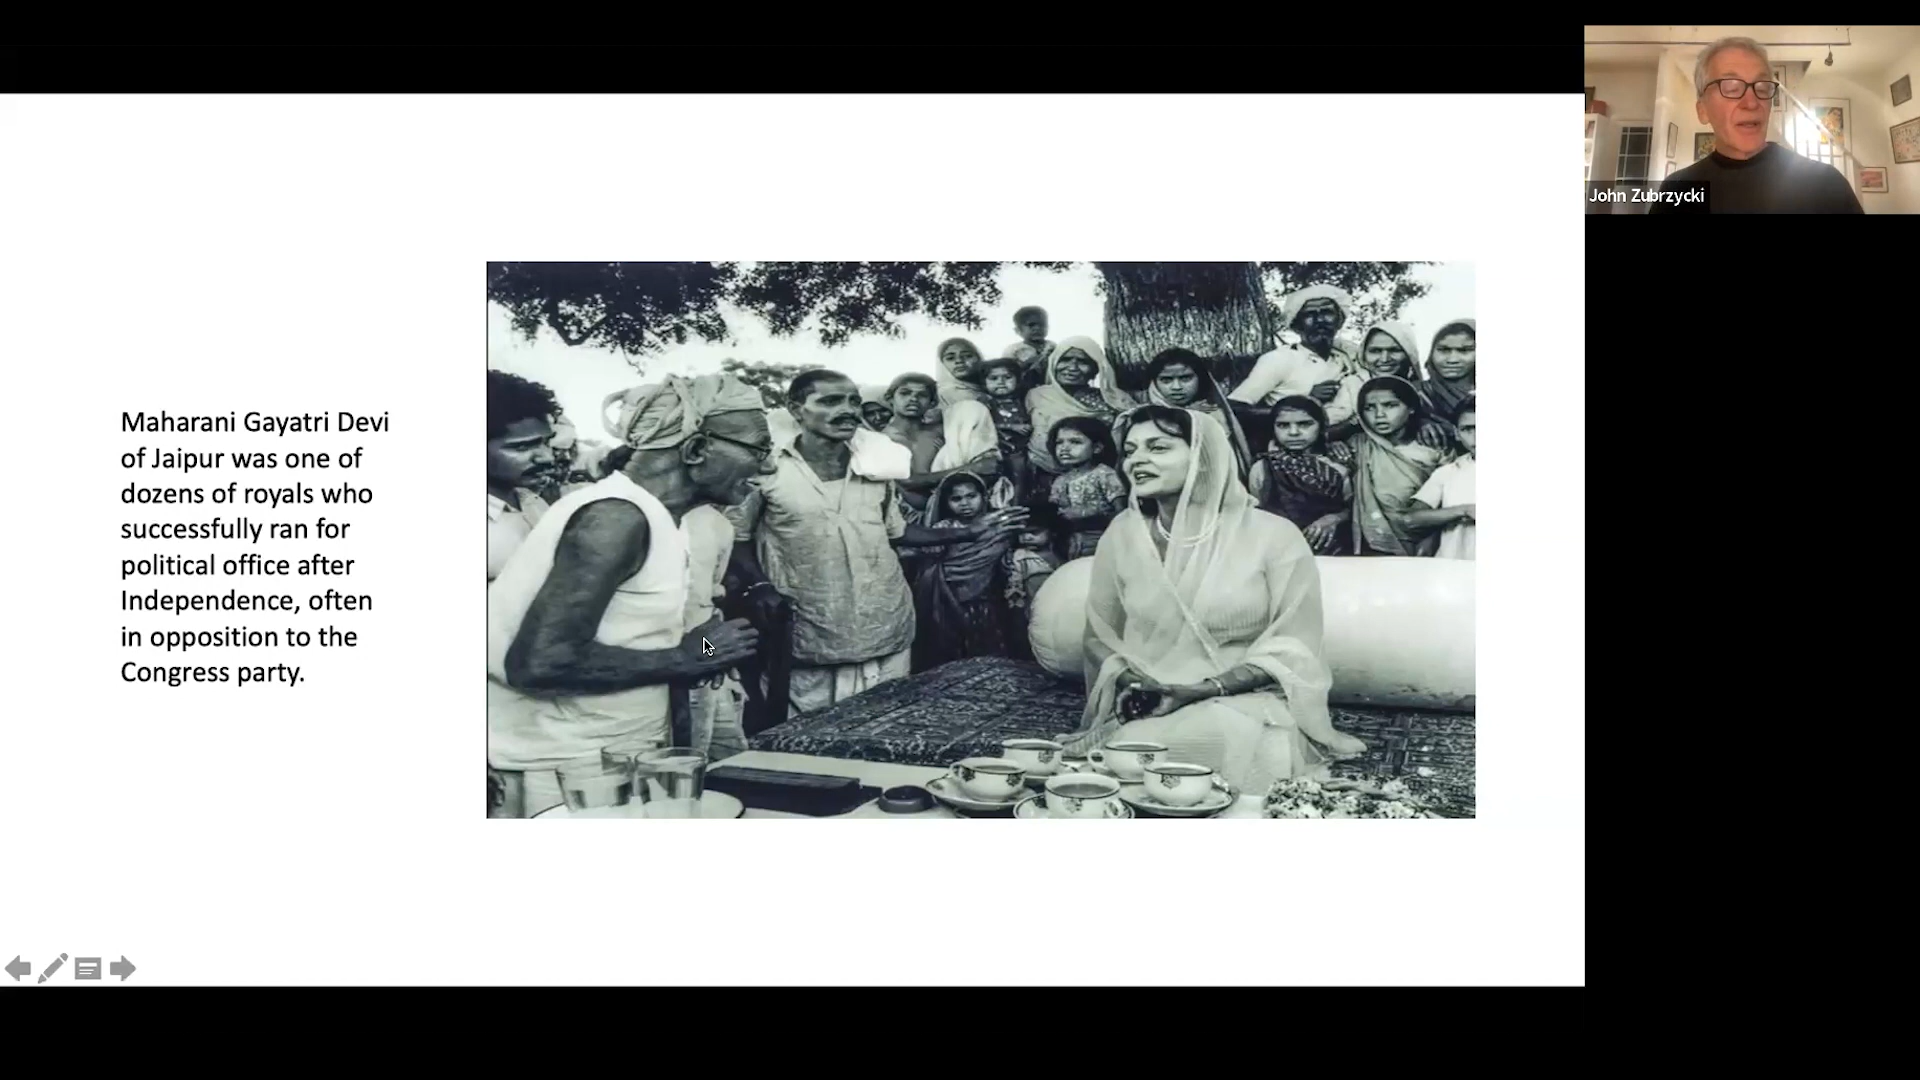 John Zubrzycki
Maharani Gayatri Devi
of Jaipur was one of
dozens of royals who
successfully ran for
political office after
Independence, often
in opposition to the
Congress party.